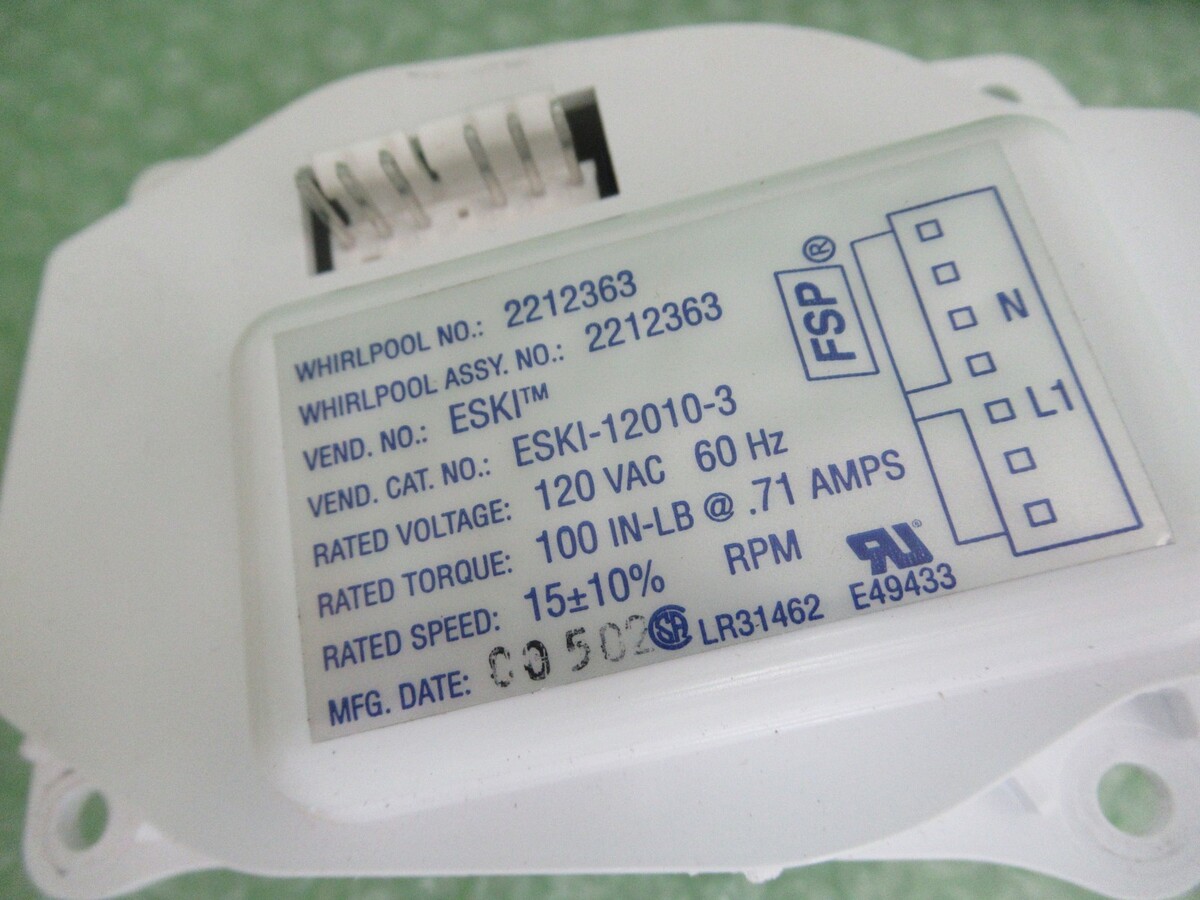 WHIRLPOOL NO.: 2212363
WHIRLPOOL ASSY. NO.: 2212363
VEND. NO.: ESKI™
VEND. CAT. NO.: ESKI-12010-3
RATED VOLTAGE: 120 VAC 60 Hz
RATED TORQUE: 100 IN-LB @ .71 AMPS
RATED SPEED: 15±10% RPM
MFG. DATE: C0502 SA LR31462 E49433
FSP®
N
L1